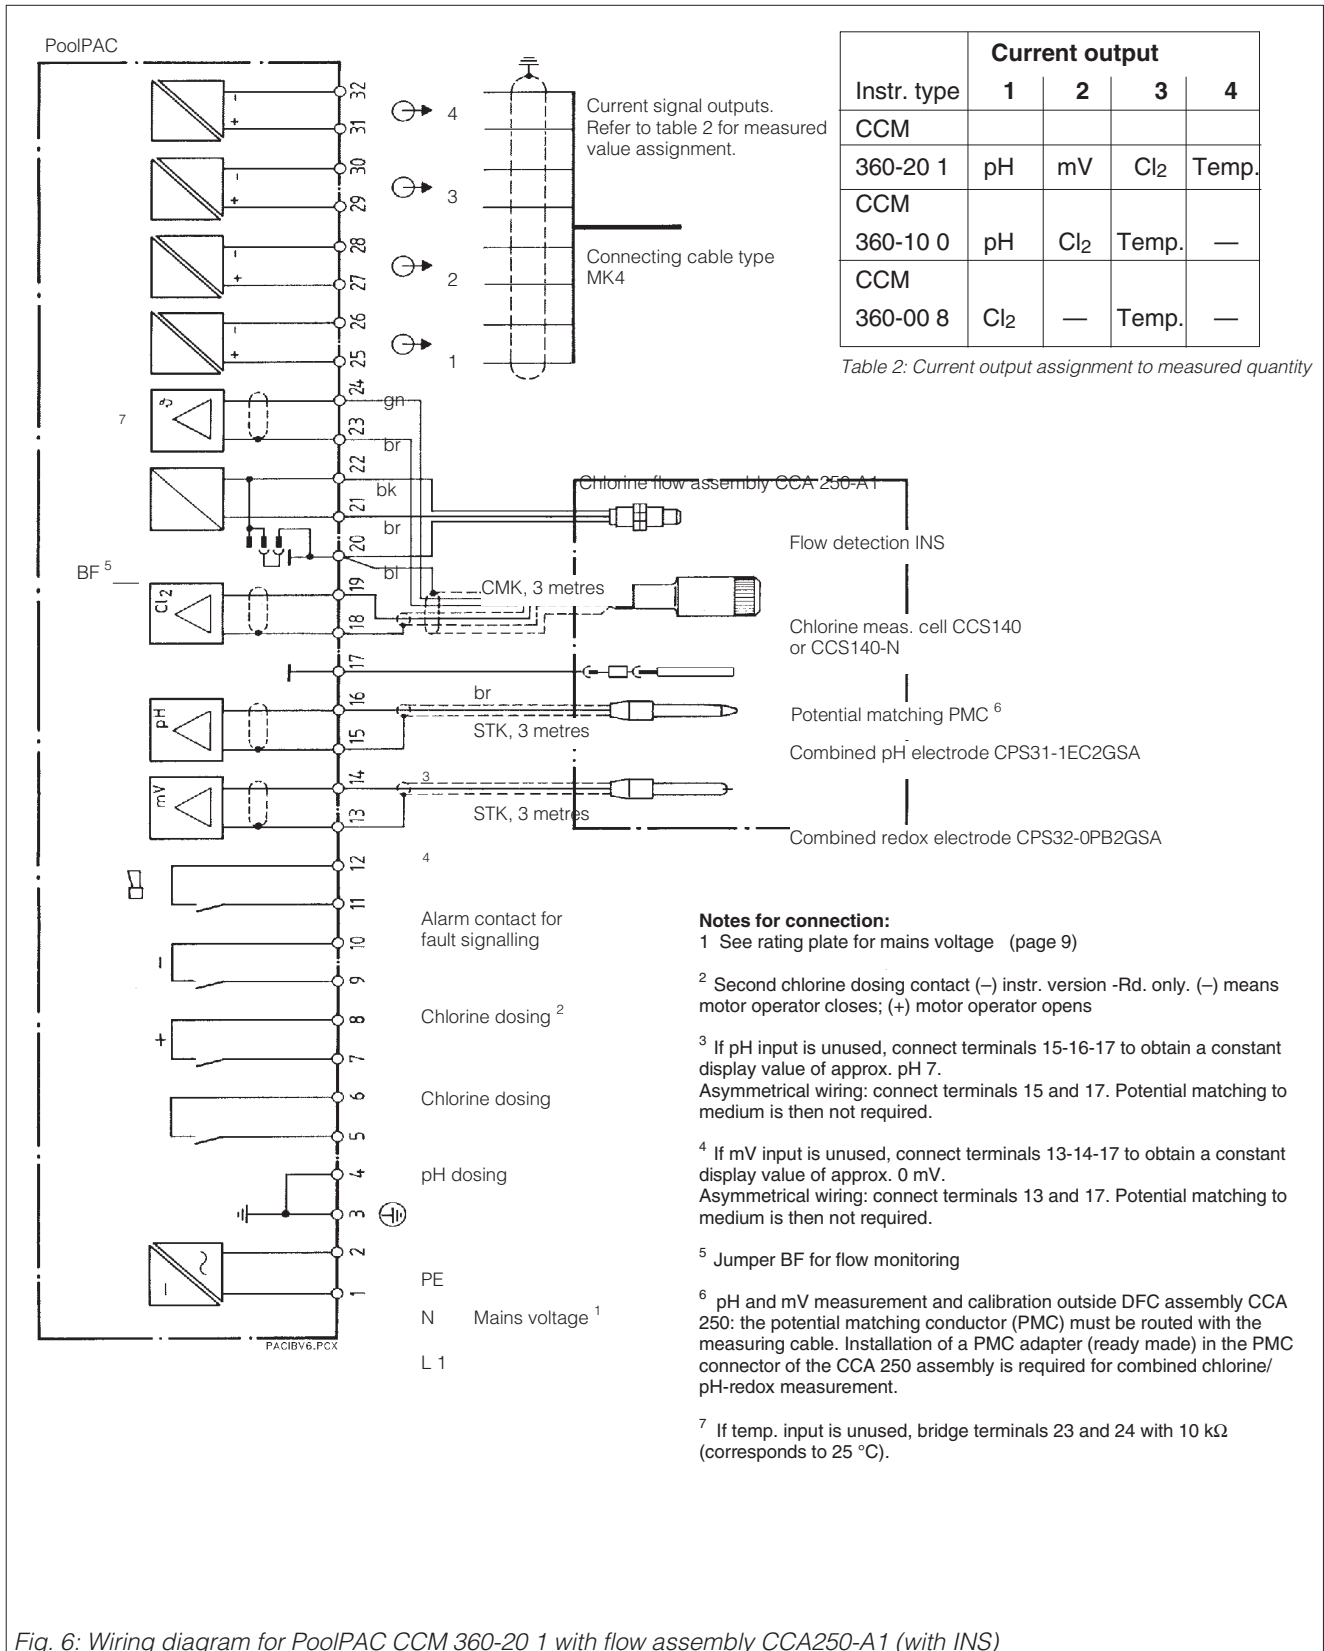 PoolPAC
32
31
30
29
28
27
26
25
24
23
22
21
20
19
18
17
16
15
14
13
12
11
10
9
8
7
6
5
4
3
2
1
- +
- +
- +
- +
4
3
2
1
Current signal outputs.
Refer to table 2 for measured
value assignment.
Connecting cable type
MK4
Current output
Instr. type 1 2 3 4
CCM
360-20 1 pH mV Cl2 Temp.
CCM
360-10 0 pH Cl2 Temp. —
CCM
360-00 8 Cl2 — Temp. —
Table 2: Current output assignment to measured quantity
7
ϑ
gn
br
bk
br
bl
BF 5
Cl2
pH
mV
Chlorine flow assembly CCA 250-A1
Flow detection INS
CMK, 3 metres
Chlorine meas. cell CCS140
or CCS140-N
br
STK, 3 metres
Potential matching PMC 6
Combined pH electrode CPS31-1EC2GSA
3
STK, 3 metres
Combined redox electrode CPS32-0PB2GSA
4
Alarm contact for
fault signalling
–
Chlorine dosing 2
+
Chlorine dosing
pH dosing
PE
N Mains voltage 1
L 1
PACIBV6.PCX
Notes for connection:
1 See rating plate for mains voltage (page 9)
2 Second chlorine dosing contact (–) instr. version -Rd. only. (–) means
motor operator closes; (+) motor operator opens
3 If pH input is unused, connect terminals 15-16-17 to obtain a constant
display value of approx. pH 7.
Asymmetrical wiring: connect terminals 15 and 17. Potential matching to
medium is then not required.
4 If mV input is unused, connect terminals 13-14-17 to obtain a constant
display value of approx. 0 mV.
Asymmetrical wiring: connect terminals 13 and 17. Potential matching to
medium is then not required.
5 Jumper BF for flow monitoring
6 pH and mV measurement and calibration outside DFC assembly CCA
250: the potential matching conductor (PMC) must be routed with the
measuring cable. Installation of a PMC adapter (ready made) in the PMC
connector of the CCA 250 assembly is required for combined chlorine/
pH-redox measurement.
7 If temp. input is unused, bridge terminals 23 and 24 with 10 kΩ
(corresponds to 25 °C).
Fig. 6: Wiring diagram for PoolPAC CCM 360-20 1 with flow assembly CCA250-A1 (with INS)